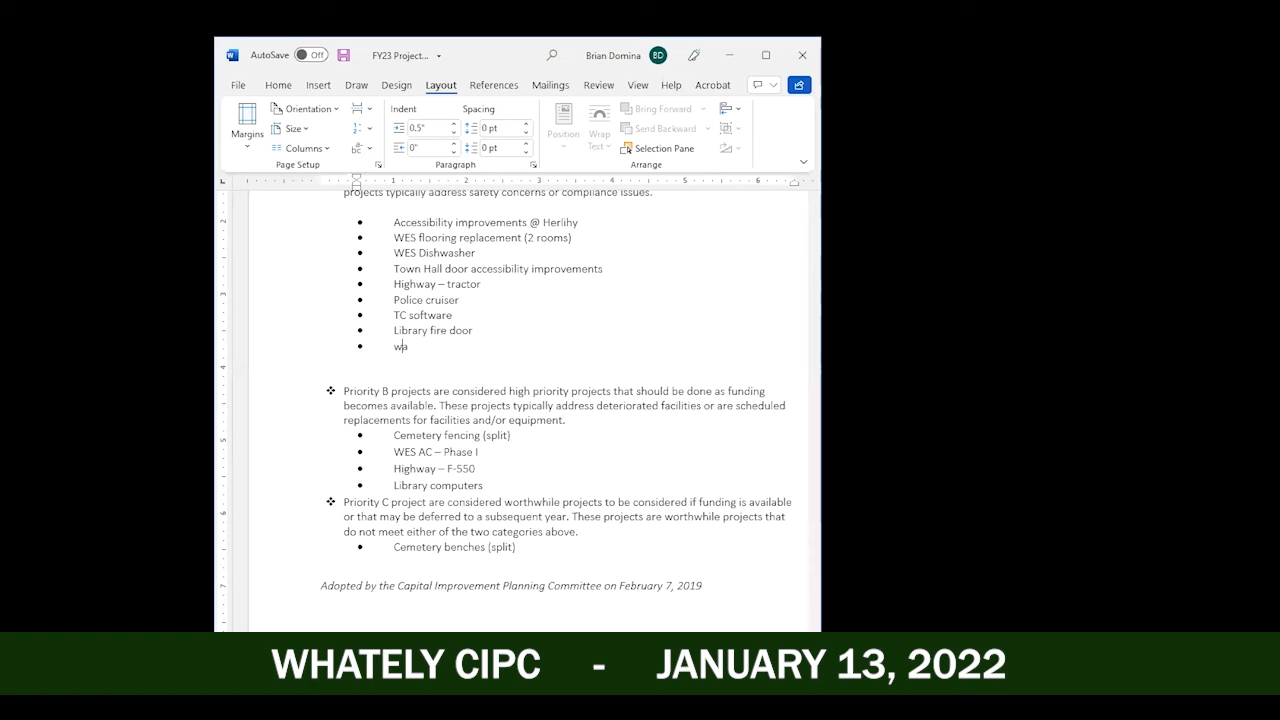 AutoSave Off FY23 Project... Brian Domina BD
File Home Insert Draw Design Layout References Mailings Review View Help Acrobat
Margins Orientation Size Columns Page Setup
Indent Spacing
0.5" 0 pt
0" 0 pt
Paragraph
Position Wrap Text Bring Forward Send Backward Selection Pane Arrange
1 2 3 4 5 6
projects typically address safety concerns or compliance issues.
• Accessibility improvements @ Herlihy
• WES flooring replacement (2 rooms)
• WES Dishwasher
• Town Hall door accessibility improvements
• Highway – tractor
• Police cruiser
• TC software
• Library fire door
• wa
❖ Priority B projects are considered high priority projects that should be done as funding
becomes available. These projects typically address deteriorated facilities or are scheduled
replacements for facilities and/or equipment.
• Cemetery fencing (split)
• WES AC – Phase I
• Highway – F-550
• Library computers
❖ Priority C project are considered worthwhile projects to be considered if funding is available
or that may be deferred to a subsequent year. These projects are worthwhile projects that
do not meet either of the two categories above.
• Cemetery benches (split)
Adopted by the Capital Improvement Planning Committee on February 7, 2019
WHATELY CIPC - JANUARY 13, 2022